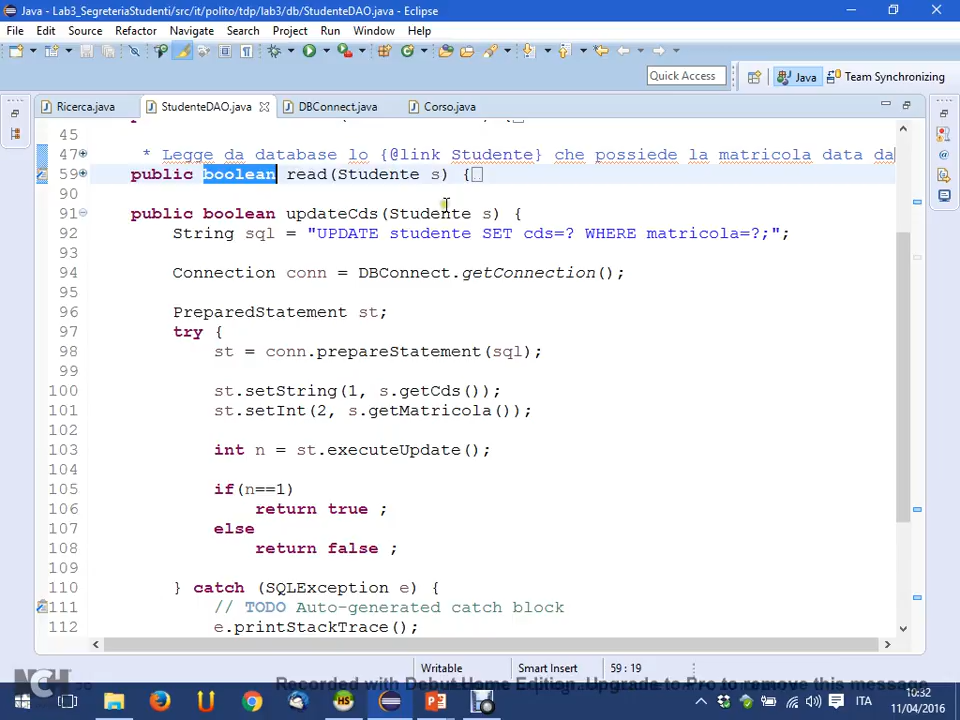 Java - Lab3_SegreteriaStudenti/src/it/polito/tdp/lab3/db/StudenteDAO.java - Eclipse
File Edit Source Refactor Navigate Search Project Run Window Help
Quick Access
Java
Team Synchronizing
Ricerca.java StudenteDAO.java DBConnect.java Corso.java
45
47 * Legge da database lo {@link Studente} che possiede la matricola data da
59 public boolean read(Studente s) {
90
91 public boolean updateCds(Studente s) {
92 String sql = "UPDATE studente SET cds=? WHERE matricola=?;";
93
94 Connection conn = DBConnect.getConnection();
95
96 PreparedStatement st;
97 try {
98 st = conn.prepareStatement(sql);
99
100 st.setString(1, s.getCds());
101 st.setInt(2, s.getMatricola());
102
103 int n = st.executeUpdate();
104
105 if(n==1)
106 return true ;
107 else
108 return false ;
109
110 } catch (SQLException e) {
111 // TODO Auto-generated catch block
112 e.printStackTrace();
Writable Smart Insert 59 : 19
NCH
Recorded with Debut Home Edition. Upgrade to Pro to remove this message
ITA
10:32
11/04/2016